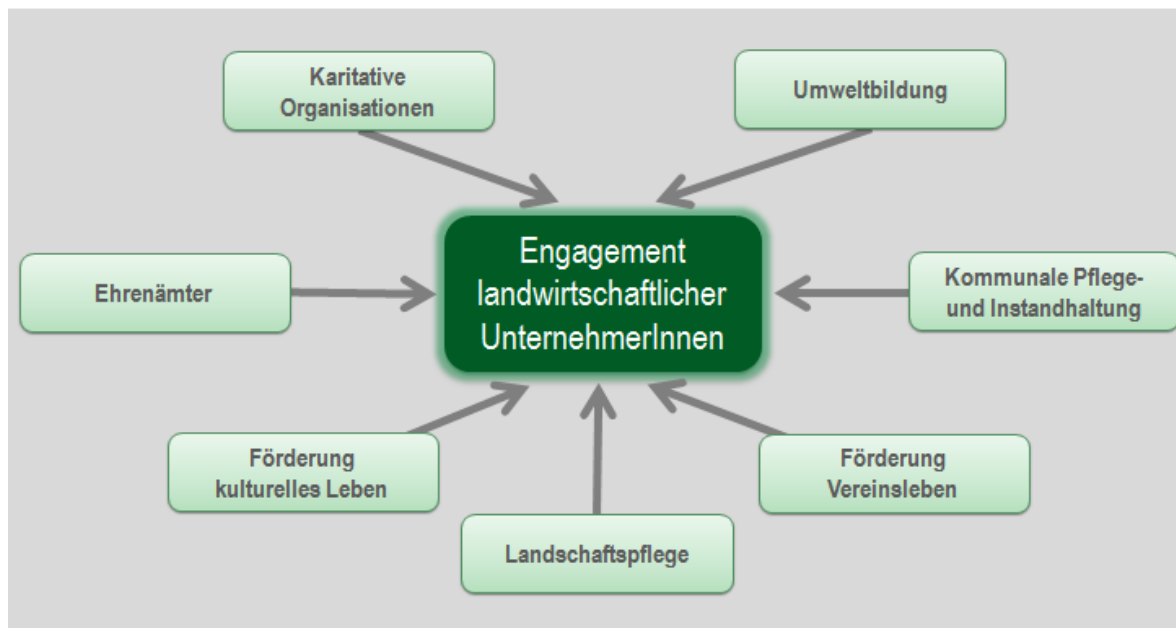 Karitative
Organisationen
Umweltbildung
Engagement
landwirtschaftlicher
UnternehmerInnen
Ehrenämter
Kommunale Pflege-
und Instandhaltung
Förderung
kulturelles Leben
Förderung
Vereinsleben
Landschaftspflege